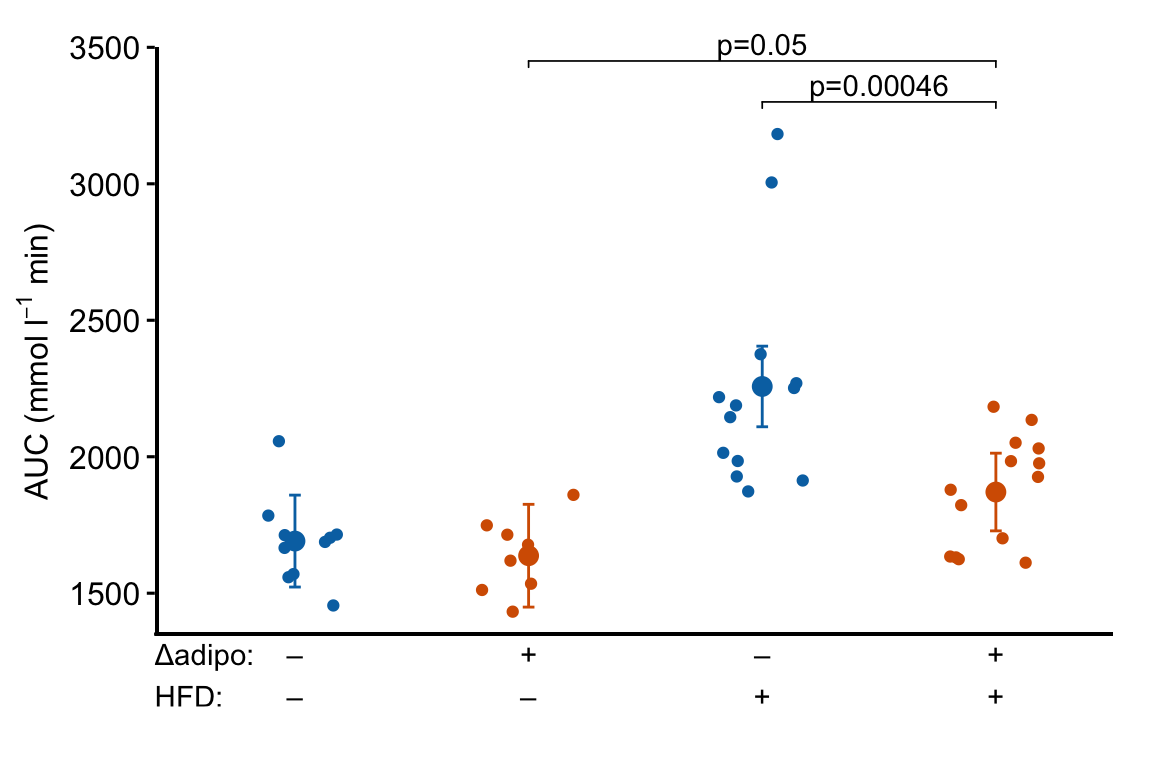 3500
p=0.05
p=0.00046
3000
2500
2000
1500
AUC (mmol l⁻¹ min)
Δadipo: – + – +
HFD: – – + +